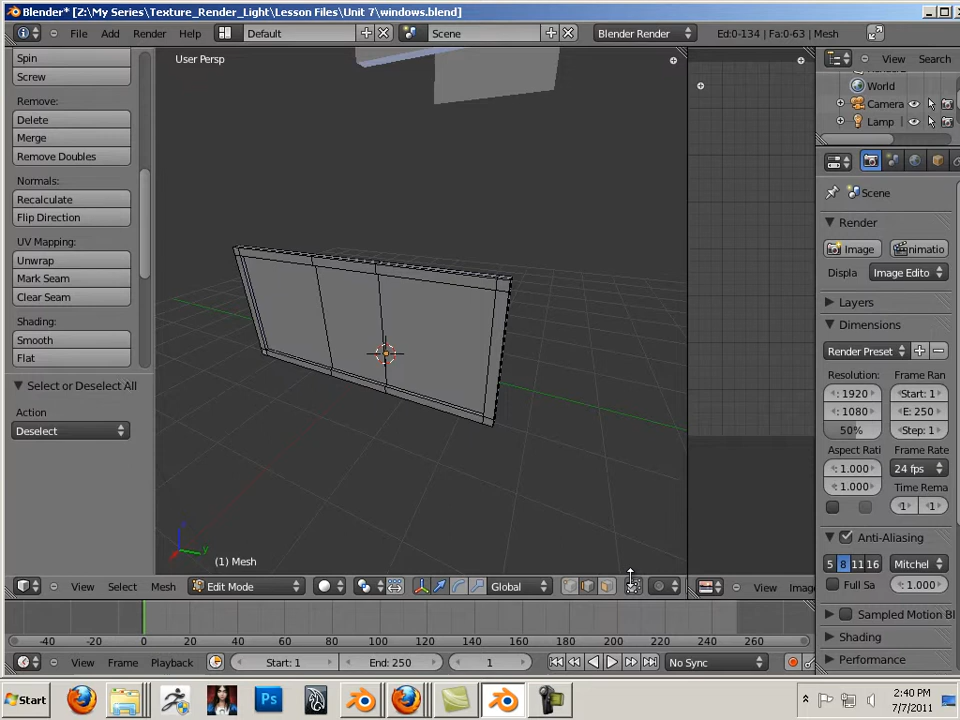 Blender* [Z:\My Series\Texture_Render_Light\Lesson Files\Unit 7\windows.blend]
File Add Render Help Default Scene Blender Render Ed:0-134 | Fa:0-63 | Mesh
Spin
Screw
Remove:
Delete
Merge
Remove Doubles
Normals:
Recalculate
Flip Direction
UV Mapping:
Unwrap
Mark Seam
Clear Seam
Shading:
Smooth
Flat
Select or Deselect All
Action
Deselect
User Persp
(1) Mesh
View Select Mesh Edit Mode Global
View Image
View Search
World
Camera
Lamp
Scene
Render
Image Animatio
Displa Image Edito
Layers
Dimensions
Render Preset
Resolution: Frame Ran
: 1920 Start: 1
: 1080 E: 250
50% Step: 1
Aspect Rati Frame Rate
: 1.000 24 fps
: 1.000 Time Rema
1 1
Anti-Aliasing
5 8 11 16 Mitchel
Full Sa : 1.000
Sampled Motion Bl
Shading
Performance
-40 -20 0 20 40 60 80 100 120 140 160 180 200 220 240 260
View Frame Playback Start: 1 End: 250 1 No Sync
Start
2:40 PM
7/7/2011